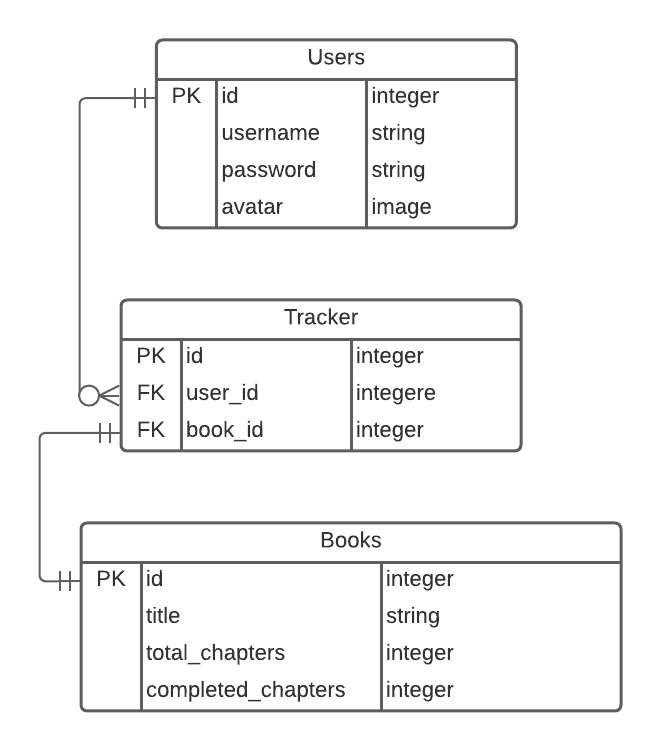 Users
PK id integer
username string
password string
avatar image
Tracker
PK id integer
FK user_id integere
FK book_id integer
Books
PK id integer
title string
total_chapters integer
completed_chapters integer